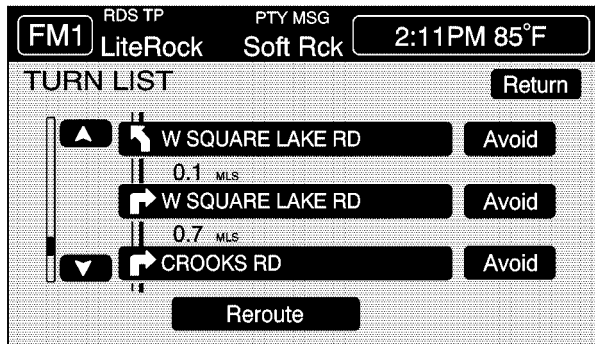 RDS TP PTY MSG
FM1 LiteRock Soft Rck 2:11PM 85°F
TURN LIST Return
W SQUARE LAKE RD Avoid
0.1 MLS
W SQUARE LAKE RD Avoid
0.7 MLS
CROOKS RD Avoid
Reroute